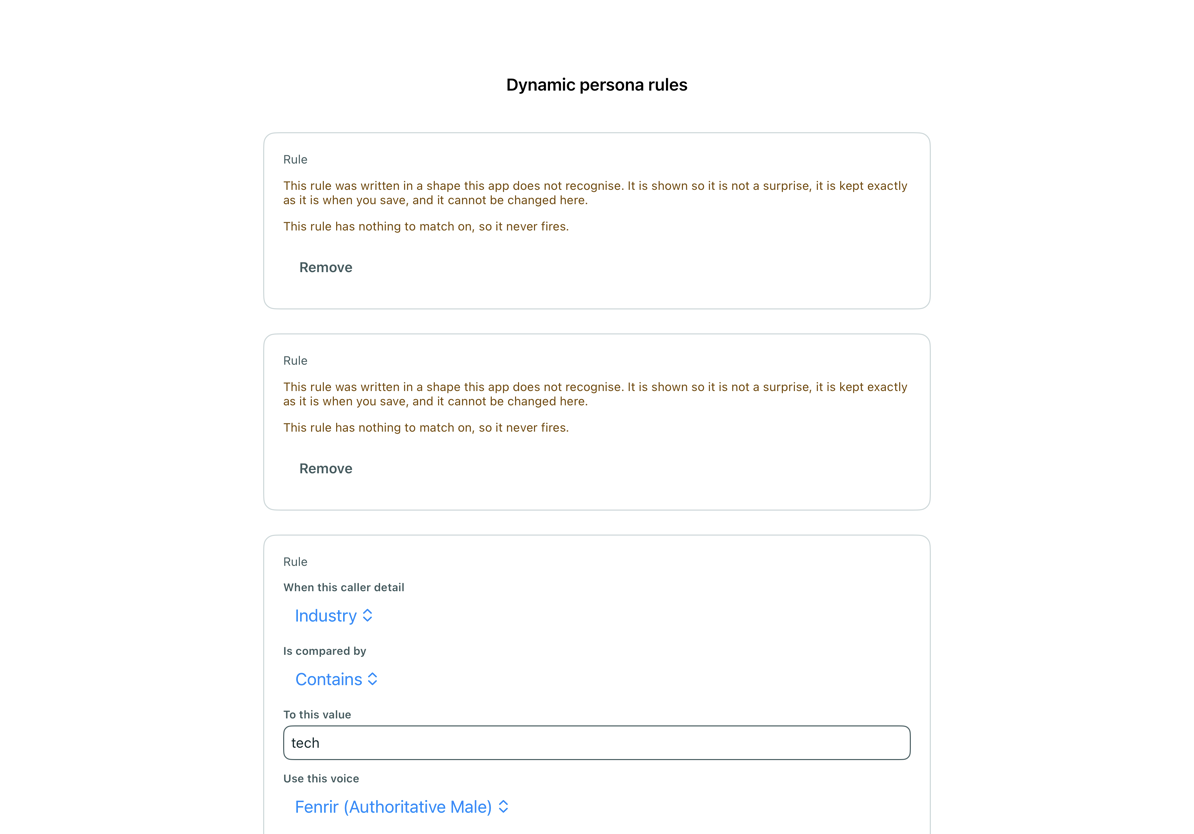 Dynamic persona rules
Rule
This rule was written in a shape this app does not recognise. It is shown so it is not a surprise, it is kept exactly
as it is when you save, and it cannot be changed here.
This rule has nothing to match on, so it never fires.
Remove
Rule
This rule was written in a shape this app does not recognise. It is shown so it is not a surprise, it is kept exactly
as it is when you save, and it cannot be changed here.
This rule has nothing to match on, so it never fires.
Remove
Rule
When this caller detail
Industry
Is compared by
Contains
To this value
tech
Use this voice
Fenrir (Authoritative Male)